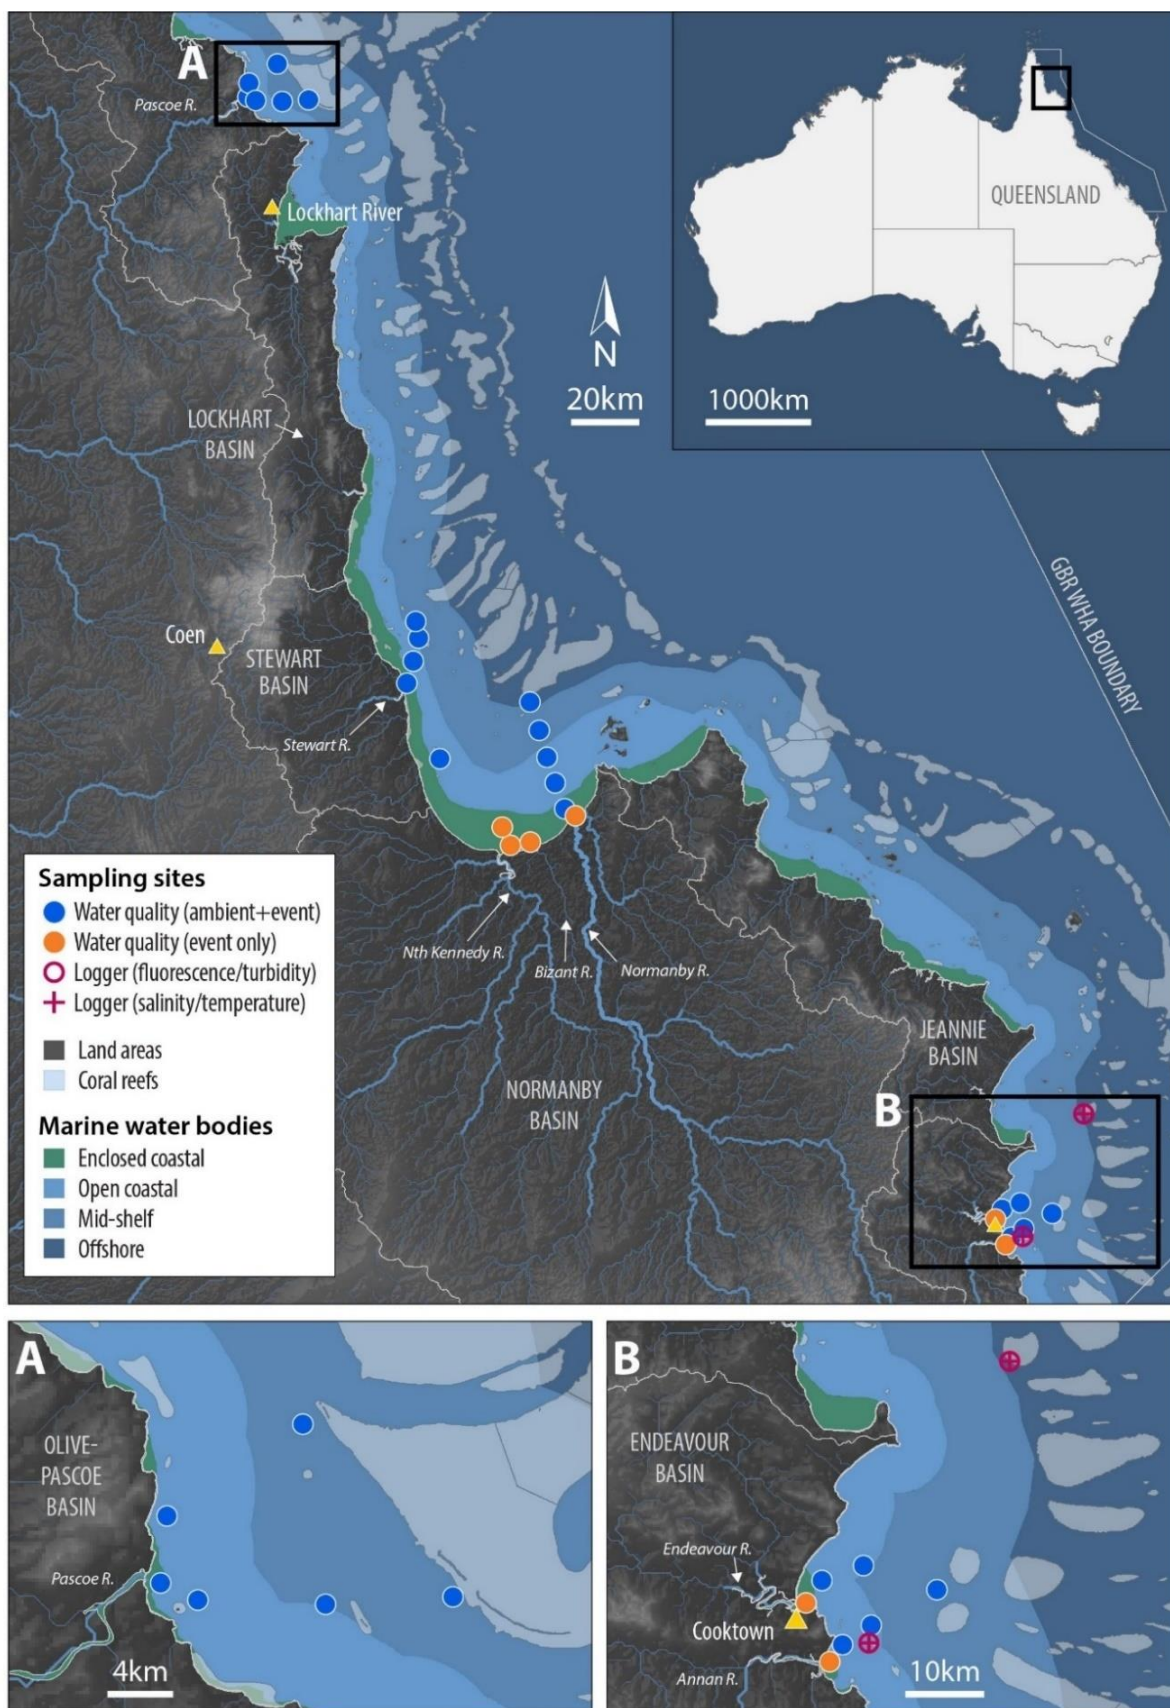 A
Pascoe R.
Lockhart River
QUEENSLAND
N
20km
1000km
LOCKHART
BASIN
GBR WHA BOUNDARY
Coen
STEWART
BASIN
Stewart R.
Sampling sites
Water quality (ambient+event)
Water quality (event only)
Logger (fluorescence/turbidity)
Logger (salinity/temperature)
Land areas
Coral reefs
Marine water bodies
Enclosed coastal
Open coastal
Mid-shelf
Offshore
Nth Kennedy R.
Bizant R.
Normanby R.
NORMANBY
BASIN
JEANNIE
BASIN
B
A
OLIVE-
PASCOE
BASIN
Pascoe R.
4km
B
ENDEAVOUR
BASIN
Endeavour R.
Cooktown
Annan R.
10km